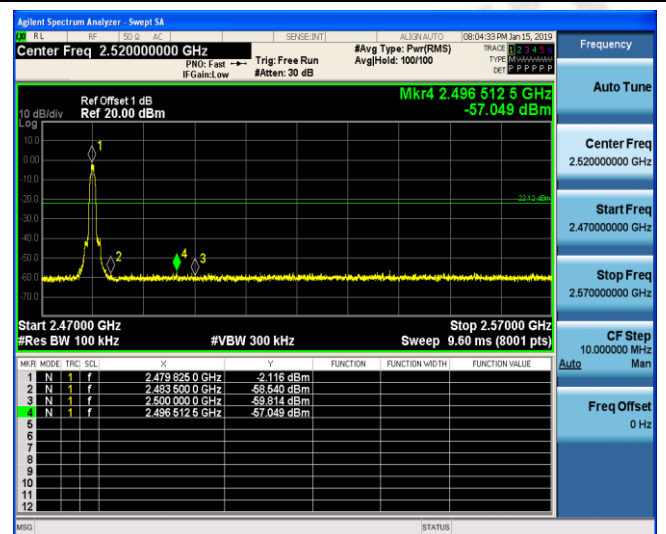 Agilent Spectrum Analyzer - Swept SA
LXI RL RF 50 Ω AC SENSE:INT ALIGN AUTO 08:04:33 PM Jan 15, 2019
Center Freq 2.520000000 GHz
PNO: Fast
IFGain:Low
Trig: Free Run
#Atten: 30 dB
#Avg Type: Pwr(RMS)
Avg|Hold: 100/100
TRACE 1 2 3 4 5 6
TYPE M
DET P P P P P P
Mkr4 2.496 512 5 GHz
-57.049 dBm
Ref Offset 1 dB
10 dB/div Ref 20.00 dBm
Log
10.0
0.00
-10.0
-20.0
-30.0
-40.0
-50.0
-60.0
-70.0
1
2
3
4
-22.12 dBm
Start 2.47000 GHz Stop 2.57000 GHz
#Res BW 100 kHz #VBW 300 kHz Sweep 9.60 ms (8001 pts)
MKR MODE TRC SCL X Y FUNCTION FUNCTION WIDTH FUNCTION VALUE
1 N 1 f 2.479 825 0 GHz -2.116 dBm
2 N 1 f 2.483 500 0 GHz -58.540 dBm
3 N 1 f 2.500 000 0 GHz -59.814 dBm
4 N 1 f 2.496 512 5 GHz -57.049 dBm
5
6
7
8
9
10
11
12
MSG STATUS
Frequency
Auto Tune
Center Freq
2.520000000 GHz
Start Freq
2.470000000 GHz
Stop Freq
2.570000000 GHz
CF Step
10.000000 MHz
Auto Man
Freq Offset
0 Hz